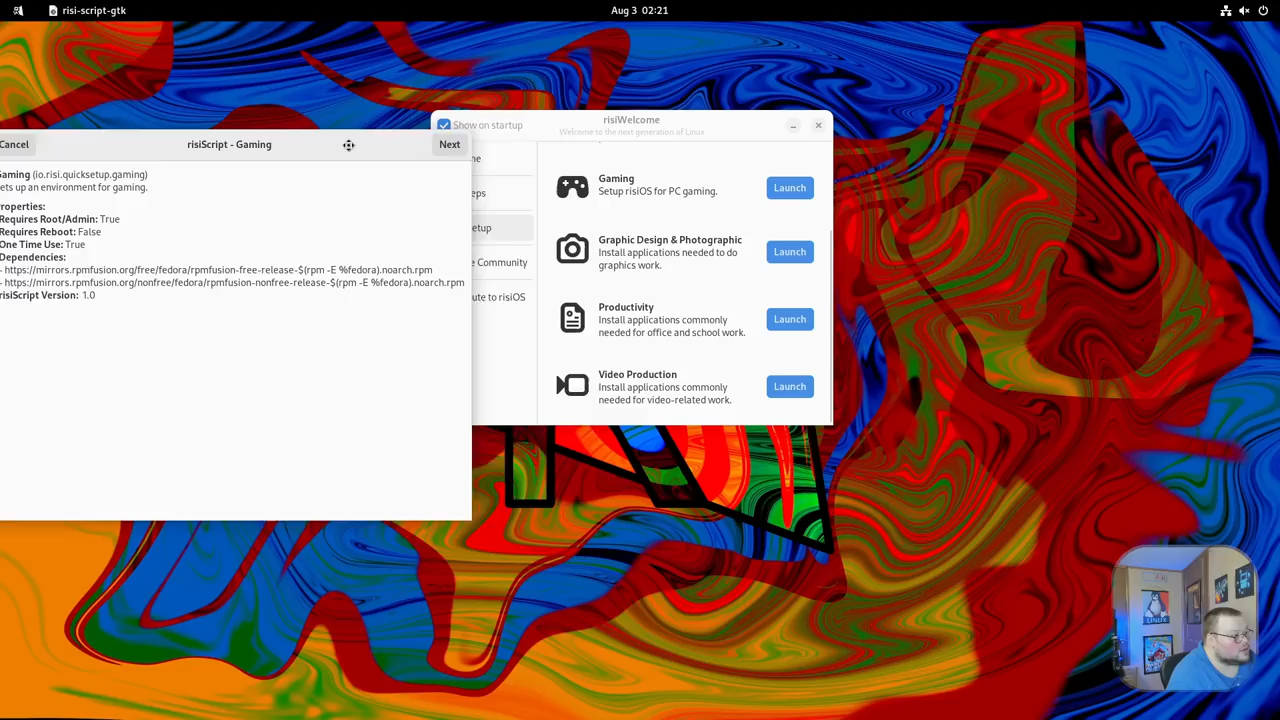 risi-script-gtk
Aug 3 02:21
Cancel
risiScript - Gaming
Next
Gaming (io.risi.quicksetup.gaming)
ets up an environment for gaming.
roperties:
Requires Root/Admin: True
Requires Reboot: False
One Time Use: True
Dependencies:
- https://mirrors.rpmfusion.org/free/fedora/rpmfusion-free-release-$(rpm -E %fedora).noarch.rpm
- https://mirrors.rpmfusion.org/nonfree/fedora/rpmfusion-nonfree-release-$(rpm -E %fedora).noarch.rpm
risiScript Version: 1.0
Show on startup
risiWelcome
Welcome to the next generation of Linux
me
eps
etup
e Community
ute to risiOS
Gaming
Setup risiOS for PC gaming.
Launch
Graphic Design & Photographic
Install applications needed to do
graphics work.
Launch
Productivity
Install applications commonly
needed for office and school work.
Launch
Video Production
Install applications commonly
needed for video-related work.
Launch
LINUX